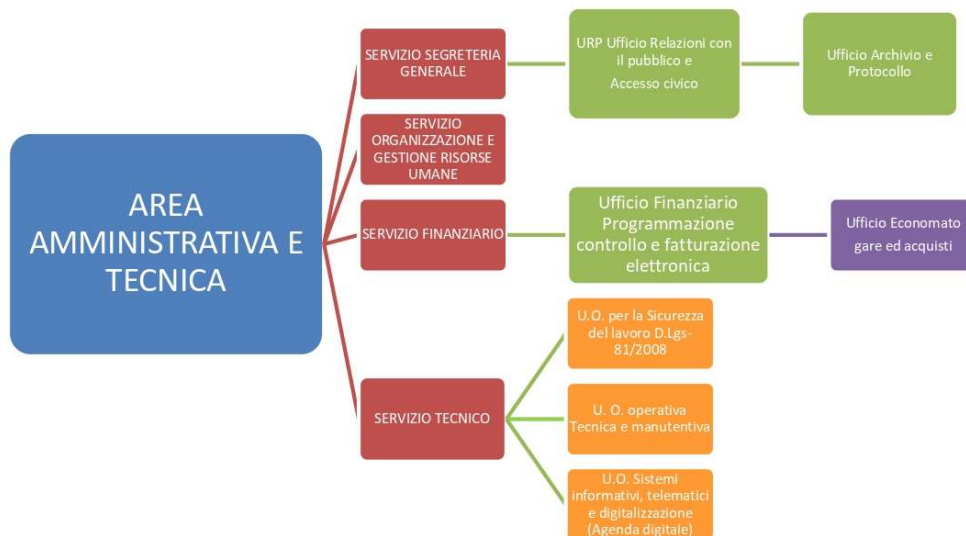 AREA
AMMINISTRATIVA E
TECNICA
SERVIZIO SEGRETERIA
GENERALE
URP Ufficio Relazioni con
il pubblico e
Accesso civico
Ufficio Archivio e
Protocollo
SERVIZIO
ORGANIZZAZIONE E
GESTIONE RISORSE
UMANE
SERVIZIO FINANZIARIO
Ufficio Finanziario
Programmazione
controllo e fatturazione
elettronica
Ufficio Economato
gare ed acquisti
SERVIZIO TECNICO
U.O. per la Sicurezza
del lavoro D.Lgs-
81/2008
U. O. operativa
Tecnica e manutentiva
U.O. Sistemi
informativi, telematici
e digitalizzazione
(Agenda digitale)